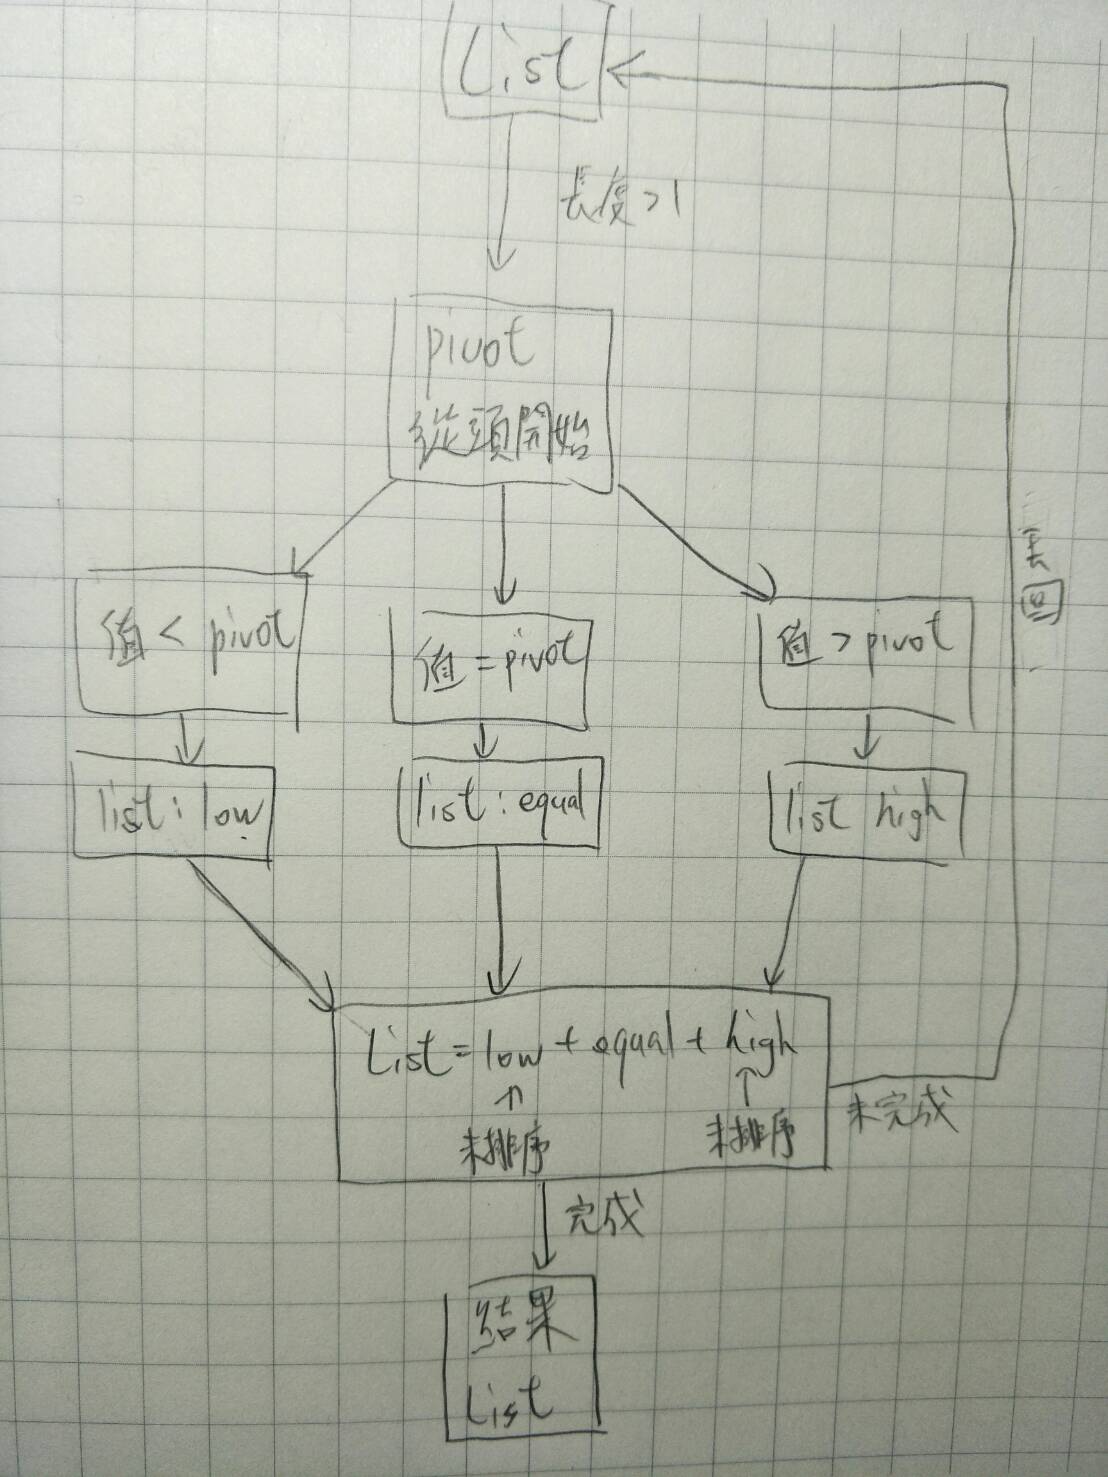 List
長度>1
pivot
從頭開始
值 < pivot
值 = pivot
值 > pivot
list: low
list: equal
list high
List = low + equal + high
未排序
未排序
未完成
完成
結果
List